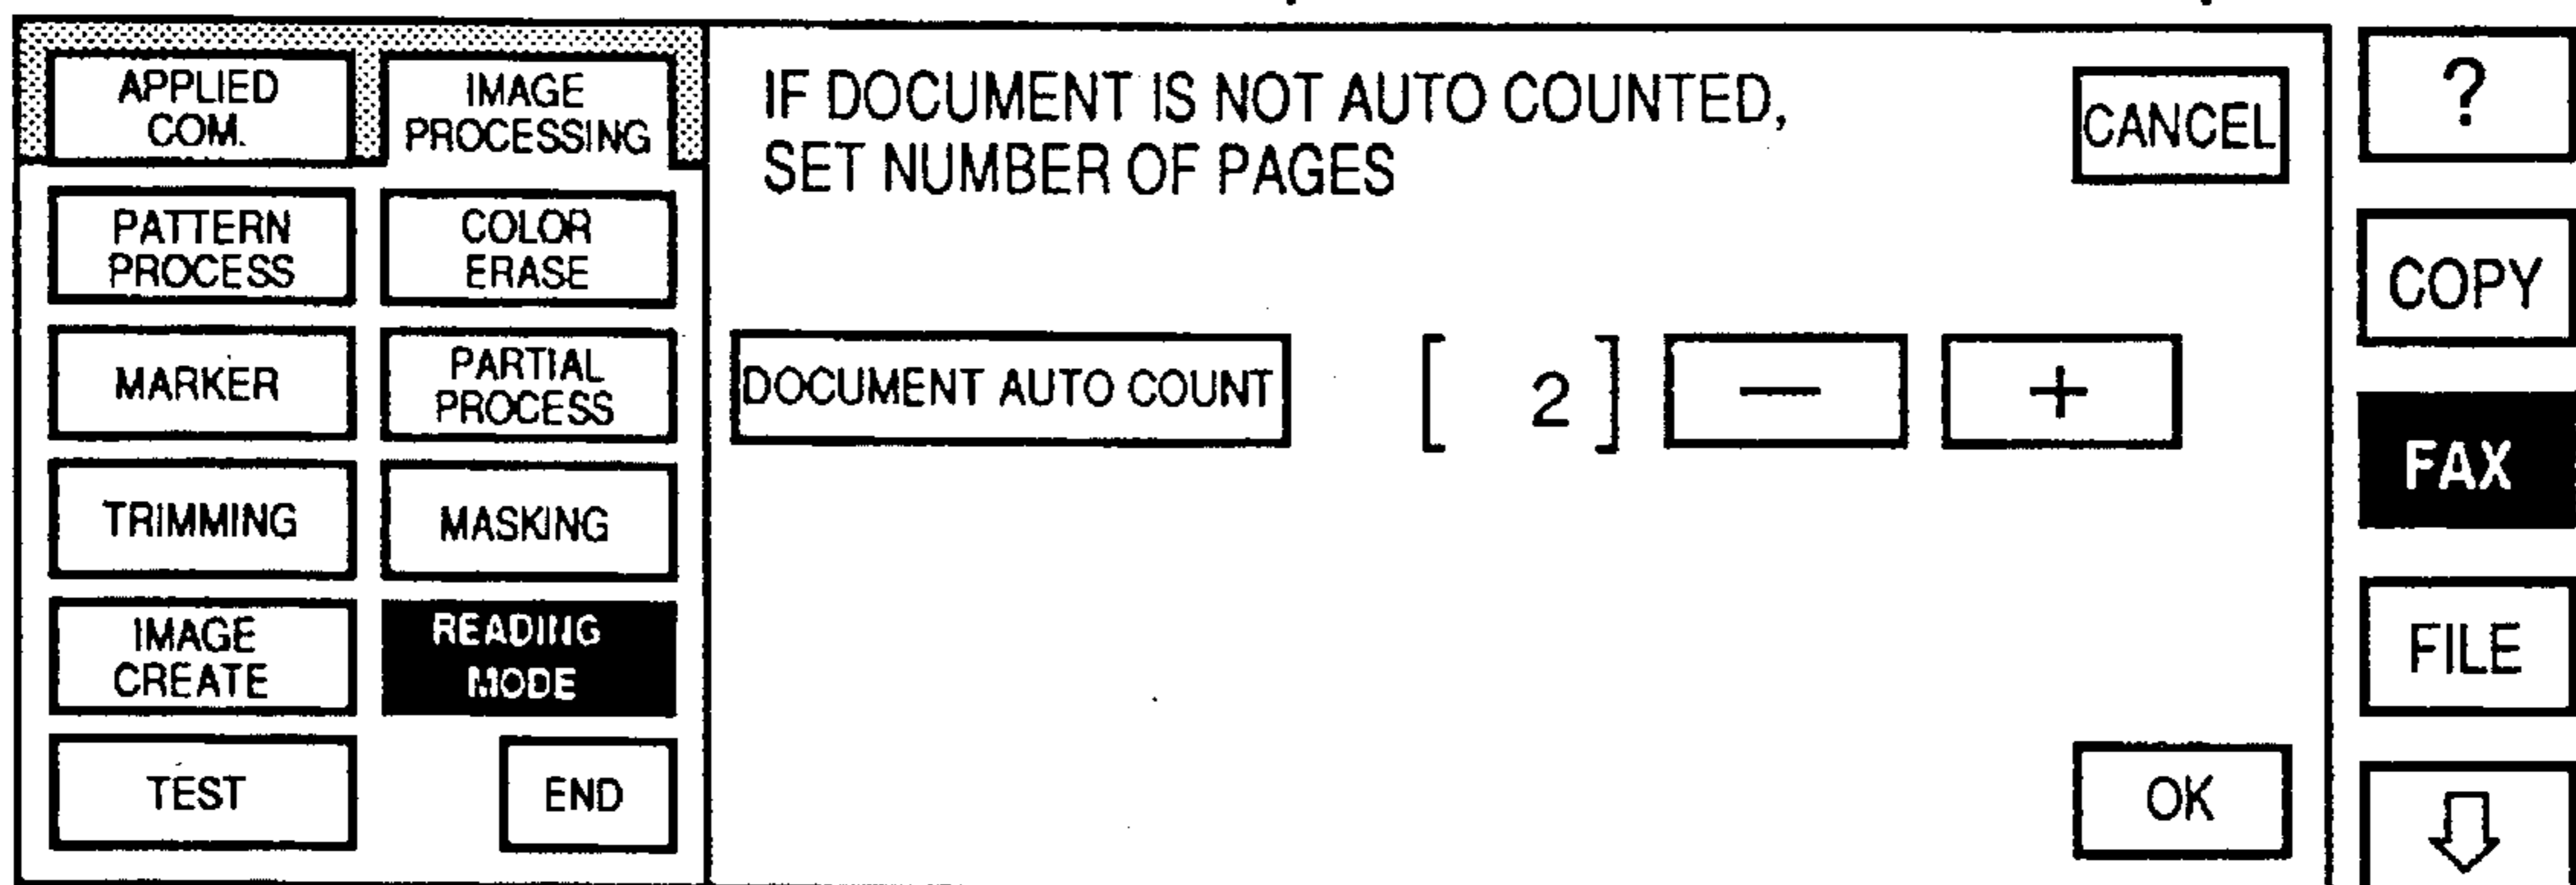 APPLIED
COM.
IMAGE
PROCESSING
PATTERN
PROCESS
COLOR
ERASE
MARKER
PARTIAL
PROCESS
TRIMMING
MASKING
IMAGE
CREATE
READING
MODE
TEST
END
IF DOCUMENT IS NOT AUTO COUNTED,
SET NUMBER OF PAGES
CANCEL
DOCUMENT AUTO COUNT [ 2 ] — +
OK
?
COPY
FAX
FILE